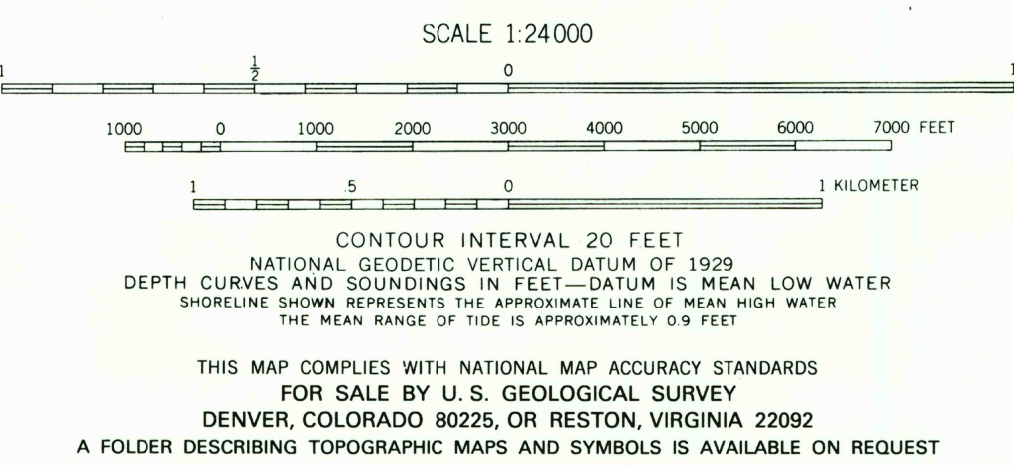 SCALE 1:24 000
1 ½ 0 1
1000 0 1000 2000 3000 4000 5000 6000 7000 FEET
1 .5 0 1 KILOMETER
CONTOUR INTERVAL 20 FEET
NATIONAL GEODETIC VERTICAL DATUM OF 1929
DEPTH CURVES AND SOUNDINGS IN FEET—DATUM IS MEAN LOW WATER
SHORELINE SHOWN REPRESENTS THE APPROXIMATE LINE OF MEAN HIGH WATER
THE MEAN RANGE OF TIDE IS APPROXIMATELY 0.9 FEET
THIS MAP COMPLIES WITH NATIONAL MAP ACCURACY STANDARDS
FOR SALE BY U. S. GEOLOGICAL SURVEY
DENVER, COLORADO 80225, OR RESTON, VIRGINIA 22092
A FOLDER DESCRIBING TOPOGRAPHIC MAPS AND SYMBOLS IS AVAILABLE ON REQUEST